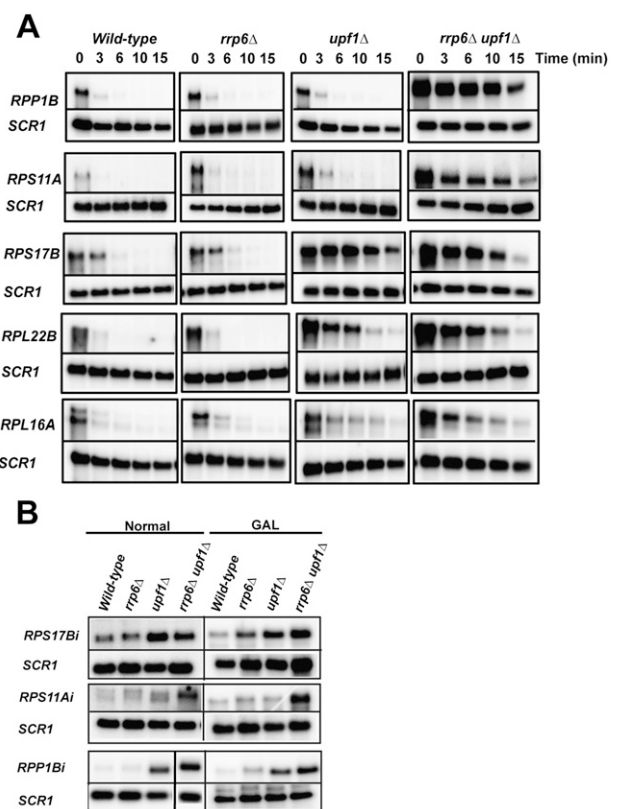 A
Wild-type rrp6Δ upf1Δ rrp6Δ upf1Δ
0 3 6 10 15 0 3 6 10 15 0 3 6 10 15 0 3 6 10 15 Time (min)
RPP1B
SCR1
RPS11A
SCR1
RPS17B
SCR1
RPL22B
SCR1
RPL16A
SCR1
B
Normal GAL
Wild-type rrp6Δ upf1Δ rrp6Δ upf1Δ Wild-type rrp6Δ upf1Δ rrp6Δ upf1Δ
RPS17Bi
SCR1
RPS11Ai
SCR1
RPP1Bi
SCR1